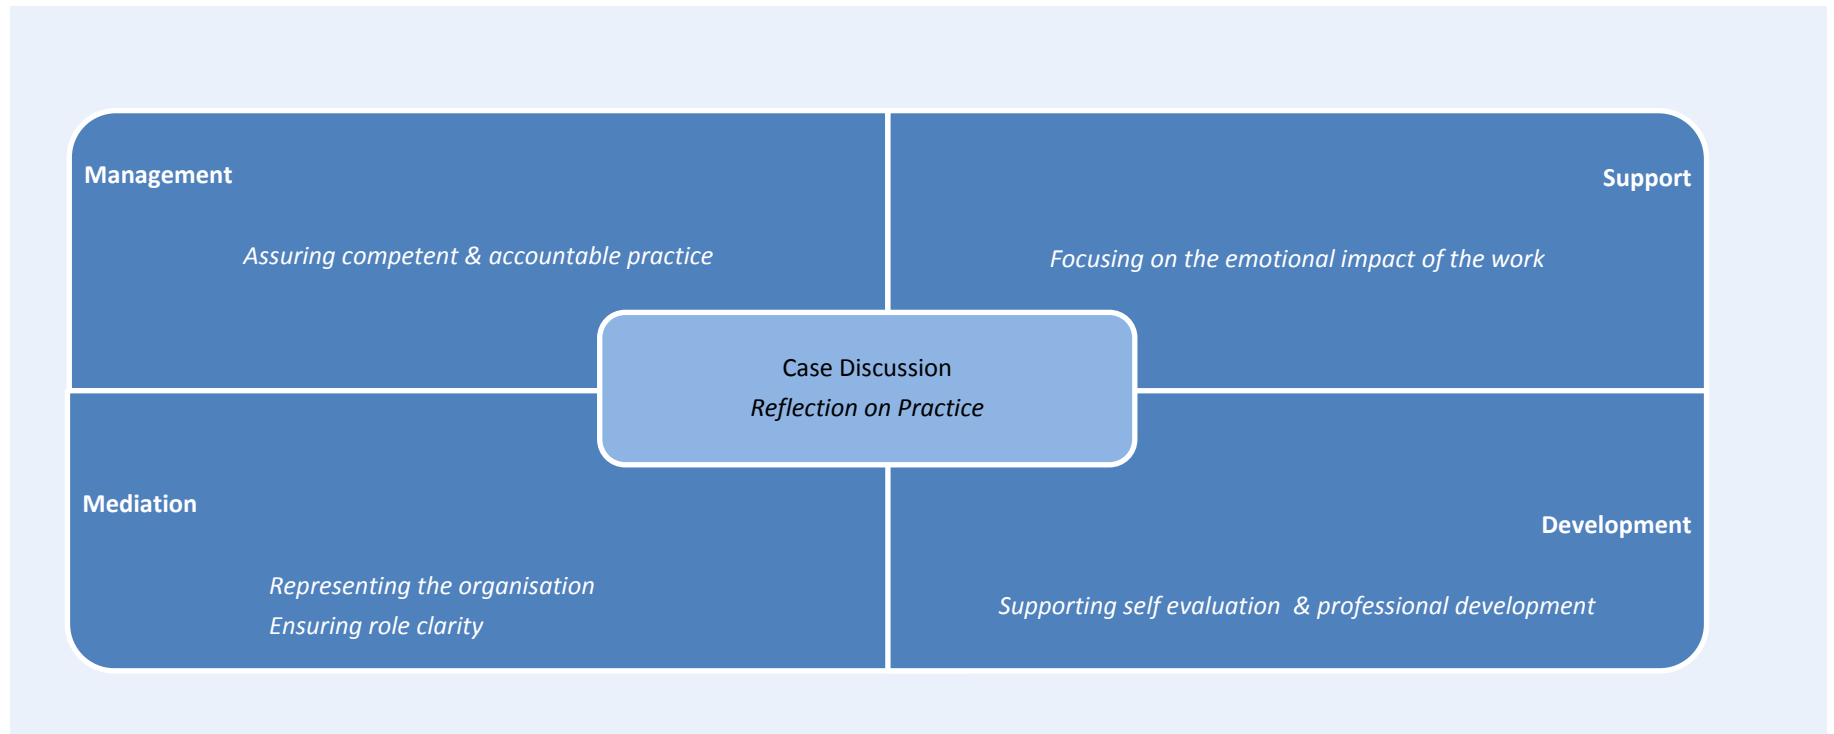 Management
Assuring competent & accountable practice
Support
Focusing on the emotional impact of the work
Case Discussion
Reflection on Practice
Mediation
Representing the organisation
Ensuring role clarity
Development
Supporting self evaluation  & professional development